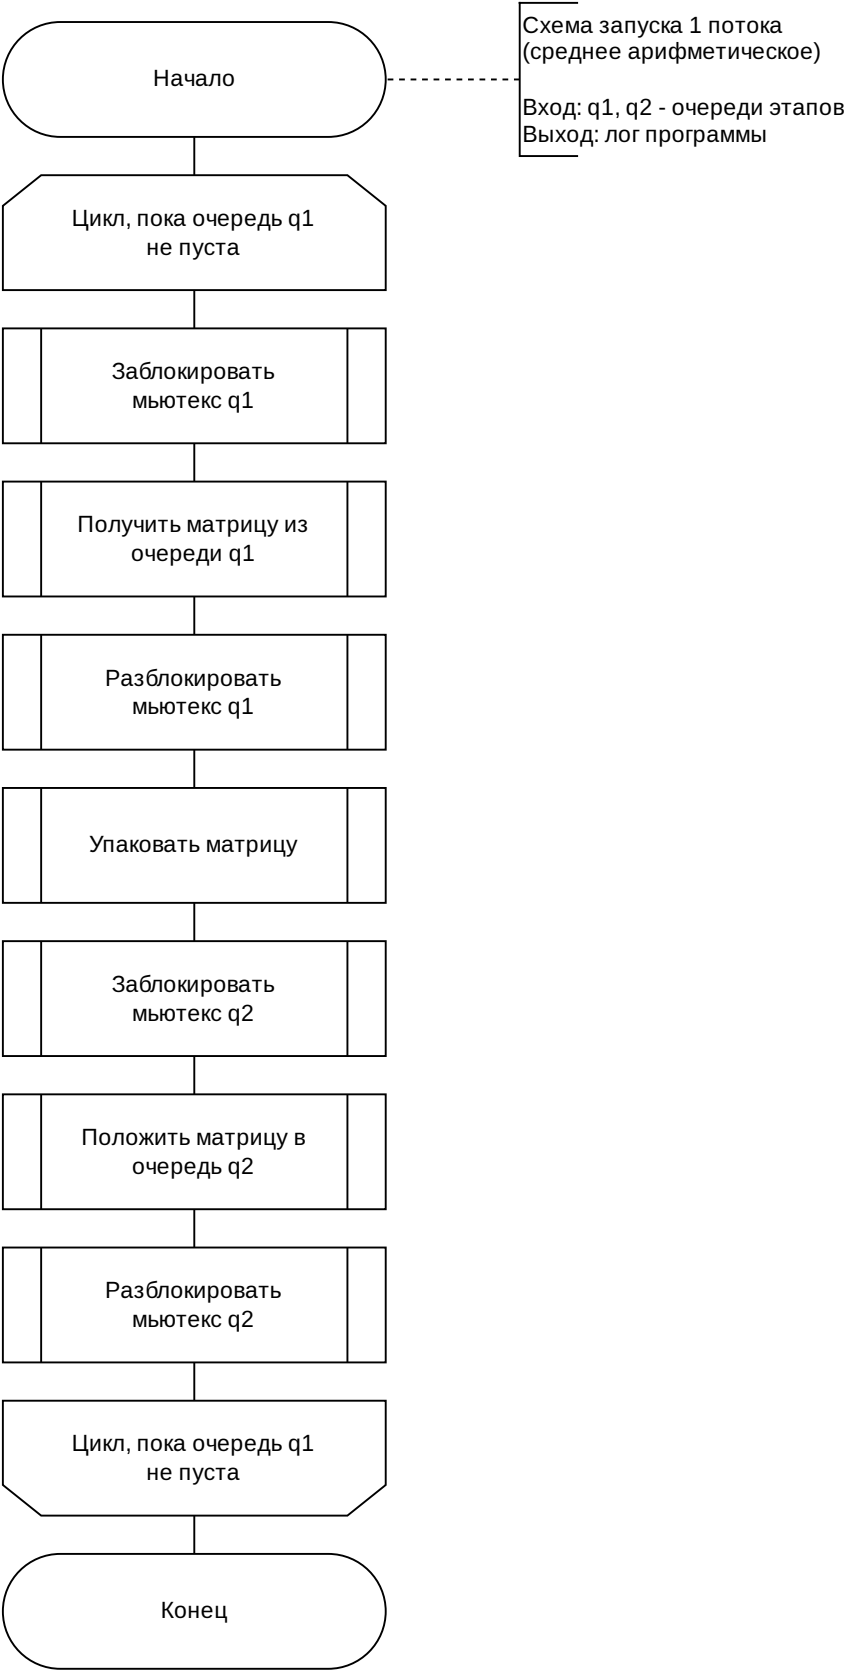 Схема запуска 1 потока
(среднее арифметическое)
Вход: q1, q2 - очереди этапов
Выход: лог программы
Начало
Цикл, пока очередь q1
не пуста
Заблокировать
мьютекс q1
Получить матрицу из
очереди q1
Разблокировать
мьютекс q1
Упаковать матрицу
Заблокировать
мьютекс q2
Положить матрицу в
очередь q2
Разблокировать
мьютекс q2
Цикл, пока очередь q1
не пуста
Конец